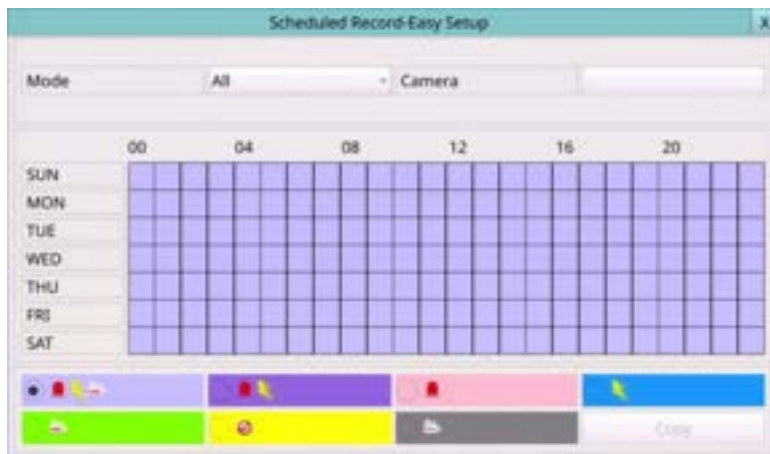 Scheduled Record-Easy Setup X
Mode All Camera
00 04 08 12 16 20
SUN
MON
TUE
WED
THU
FRI
SAT
Copy